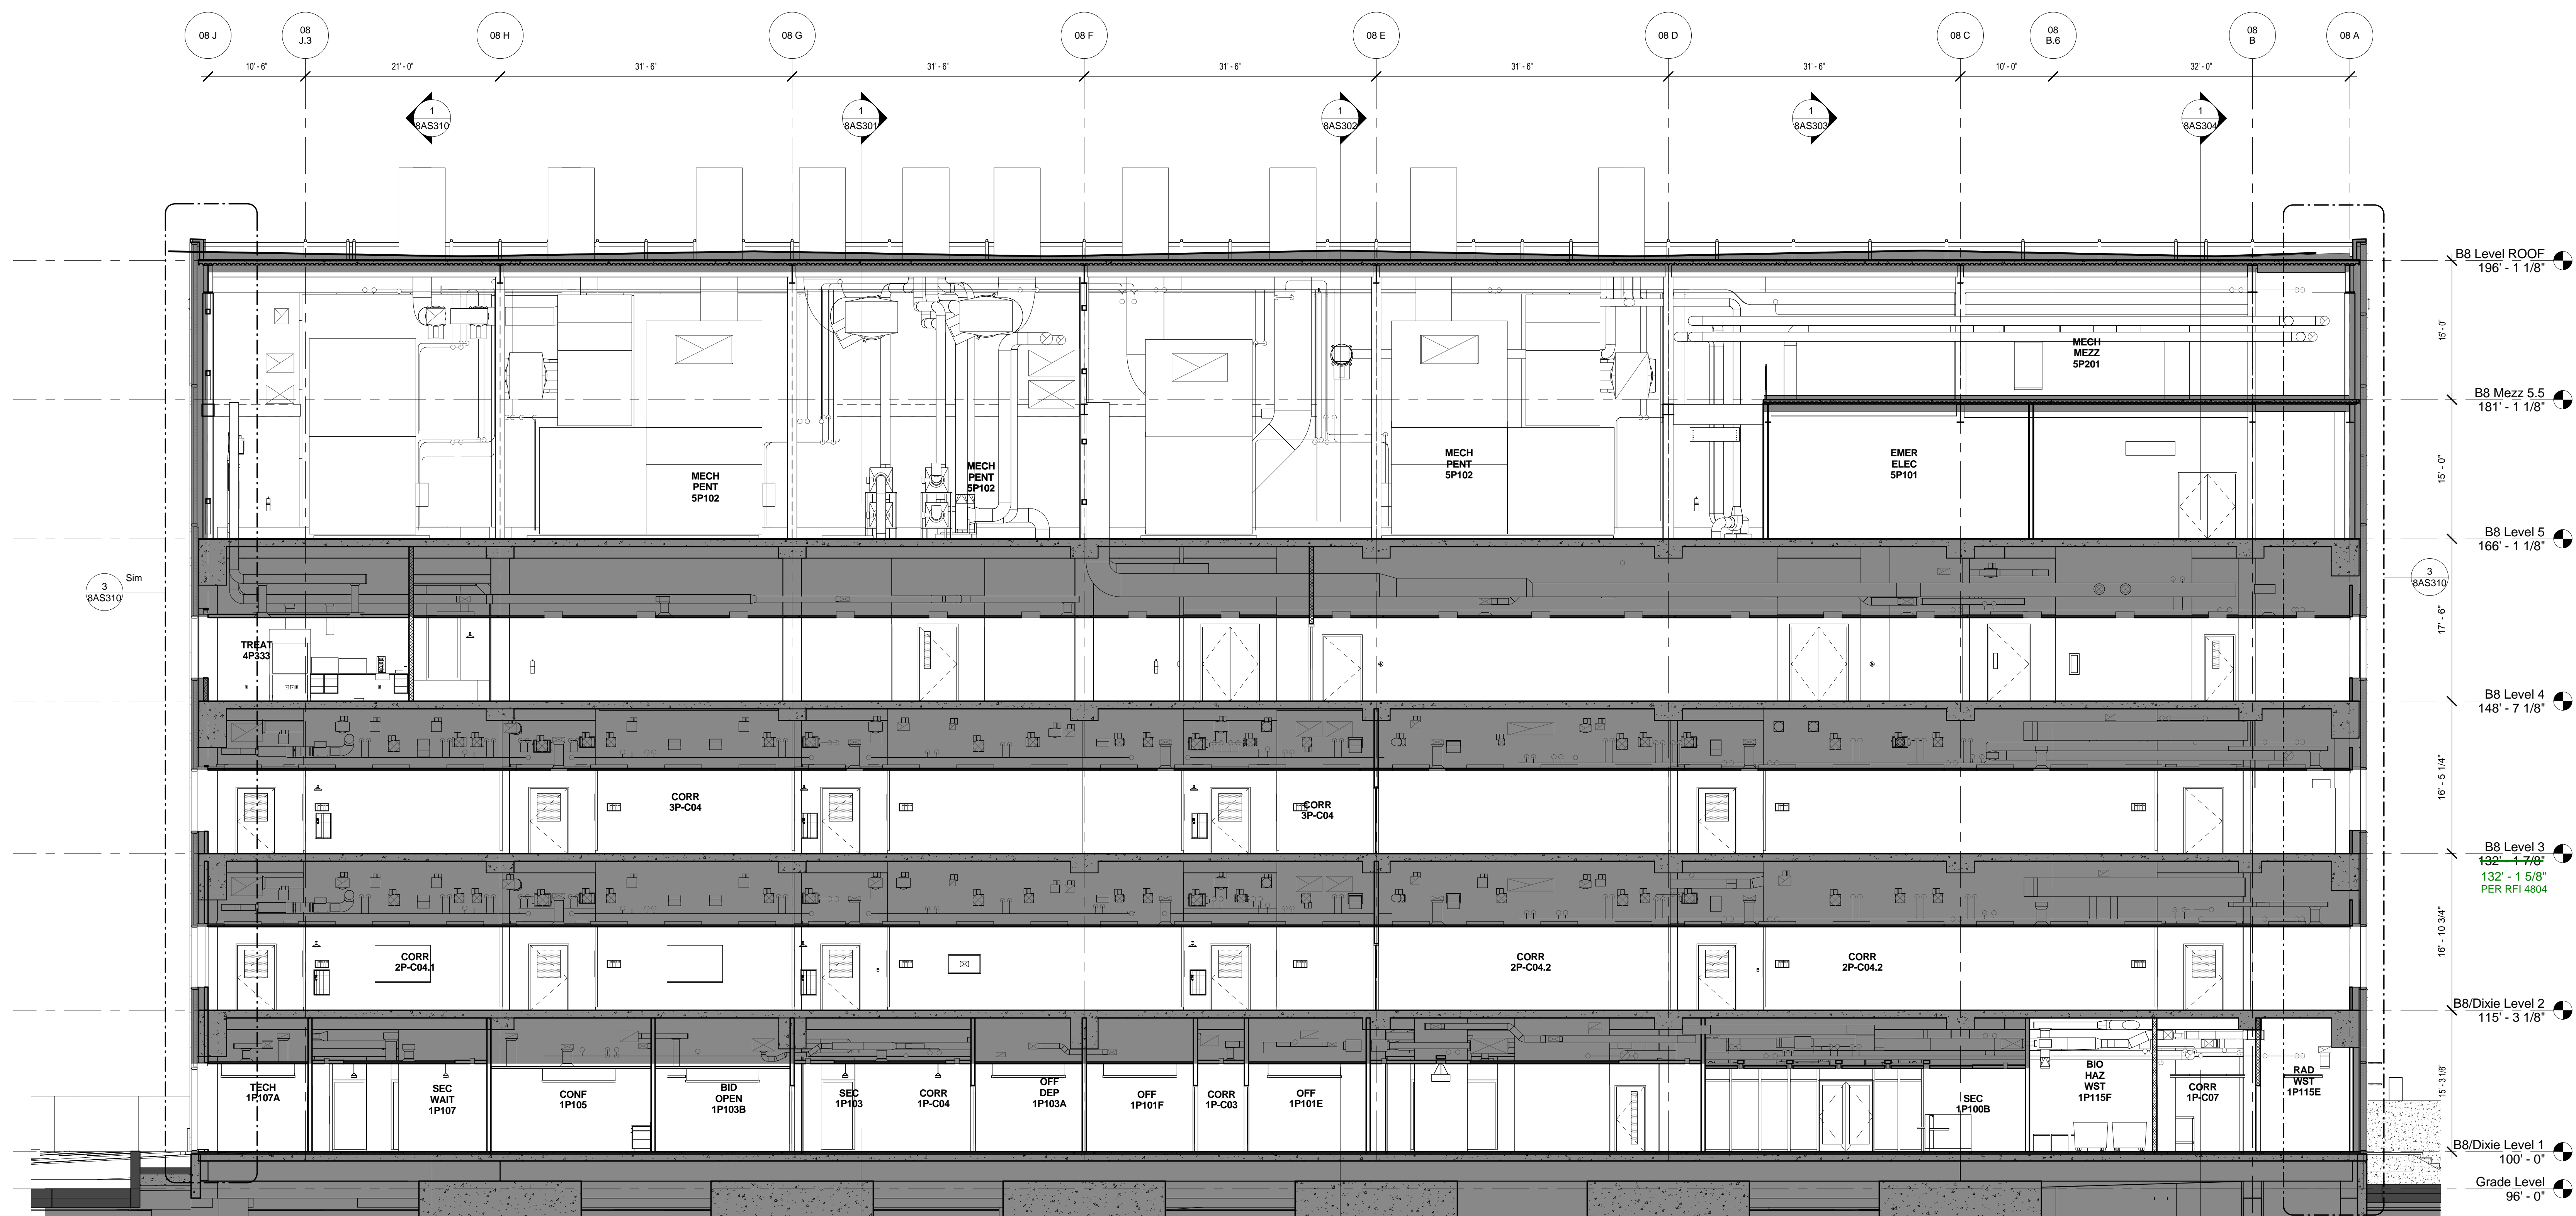 08 J
08
J.3
08 H
08 G
08 F
08 E
08 D
08 C
08
B.6
08
B
08 A
10' - 6"
21' - 0"
31' - 6"
31' - 6"
31' - 6"
31' - 6"
31' - 6"
10' - 0"
32' - 0"
1
8AS310
1
8AS301
1
8AS302
1
8AS303
1
8AS304
B8 Level ROOF
196' - 1 1/8"
15' - 0"
MECH
MEZZ
5P201
B8 Mezz 5.5
181' - 1 1/8"
MECH
PENT
5P102
MECH
PENT
5P102
MECH
PENT
5P102
EMER
ELEC
5P101
15' - 0"
B8 Level 5
166' - 1 1/8"
3
8AS310
Sim
3
8AS310
17' - 6"
TREAT
4P333
B8 Level 4
148' - 7 1/8"
16' - 5 1/4"
CORR
3P-C04
CORR
3P-C04
B8 Level 3
132' - 1 7/8"
132' - 1 5/8"
PER RFI 4804
16' - 10 3/4"
CORR
2P-C04.1
CORR
2P-C04.2
CORR
2P-C04.2
B8/Dixie Level 2
115' - 3 1/8"
15' - 3 1/8"
TECH
1P107A
SEC
WAIT
1P107
CONF
1P105
BID
OPEN
1P103B
SEC
1P103
CORR
1P-C04
OFF
DEP
1P103A
OFF
1P101F
CORR
1P-C03
OFF
1P101E
SEC
1P100B
BIO
HAZ
WST
1P115F
CORR
1P-C07
RAD
WST
1P115E
B8/Dixie Level 1
100' - 0"
Grade Level
96' - 0"